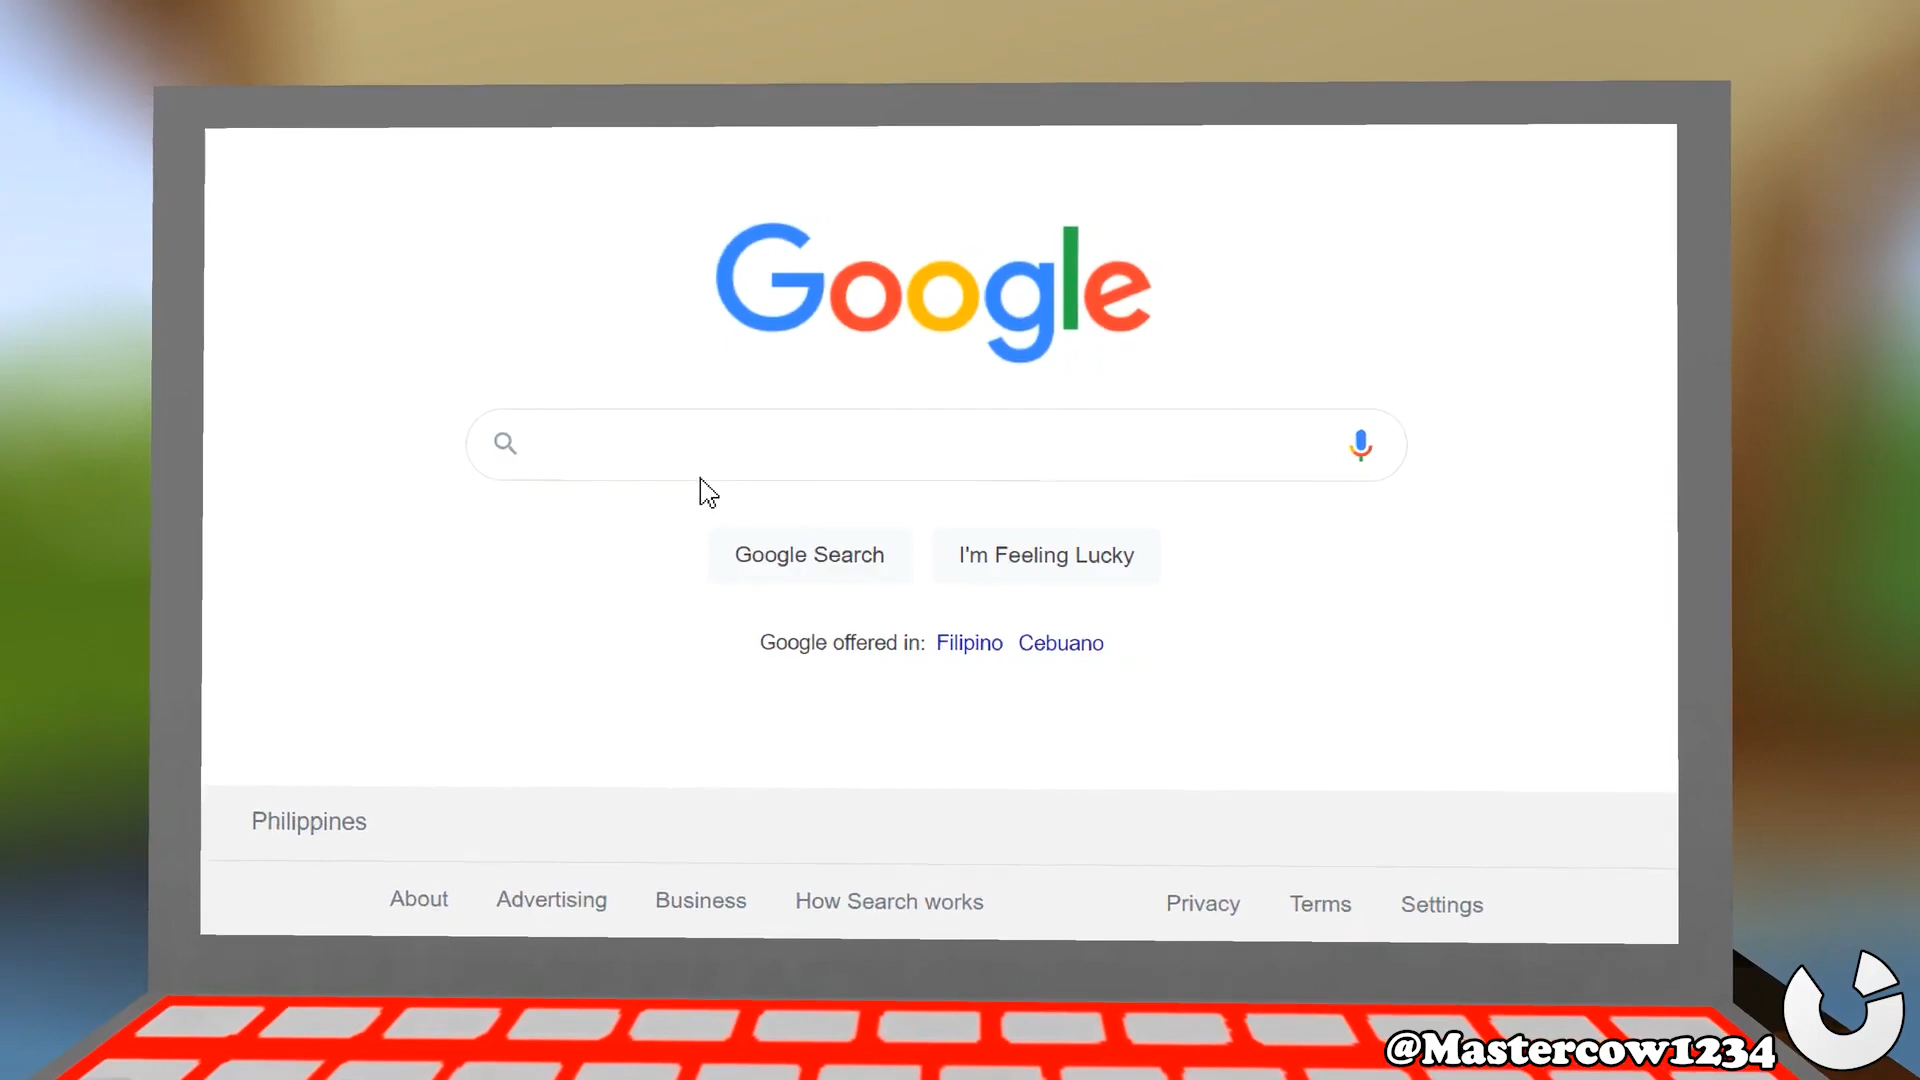 Google
Google Search I'm Feeling Lucky
Google offered in: Filipino Cebuano
Philippines
About Advertising Business How Search works Privacy Terms Settings
@Mastercow1234